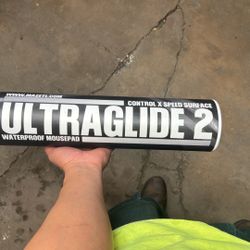 CONTROL X SPEED SURFACE
ULTRAGLIDE 2
WATERPROOF MOUSEPAD